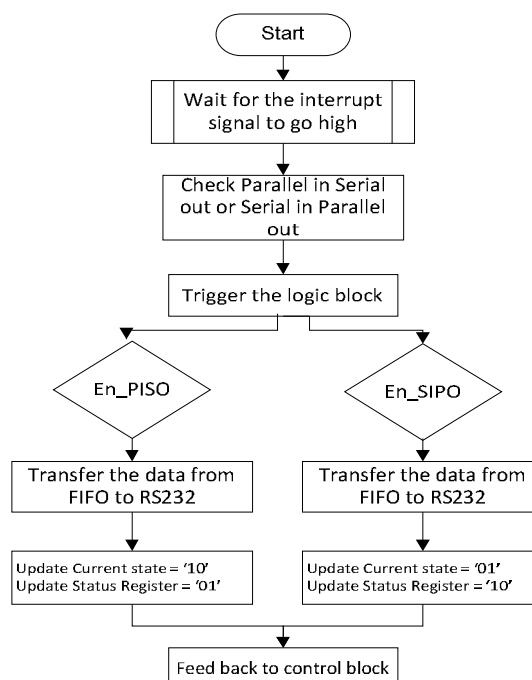 Start
Wait for the interrupt
signal to go high
Check Parallel in Serial
out or Serial in Parallel
out
Trigger the logic block
En_PISO
En_SIPO
Transfer the data from
FIFO to RS232
Transfer the data from
FIFO to RS232
Update Current state = ‘10’
Update Status Register = ‘01’
Update Current state = ‘01’
Update Status Register = ‘10’
Feed back to control block